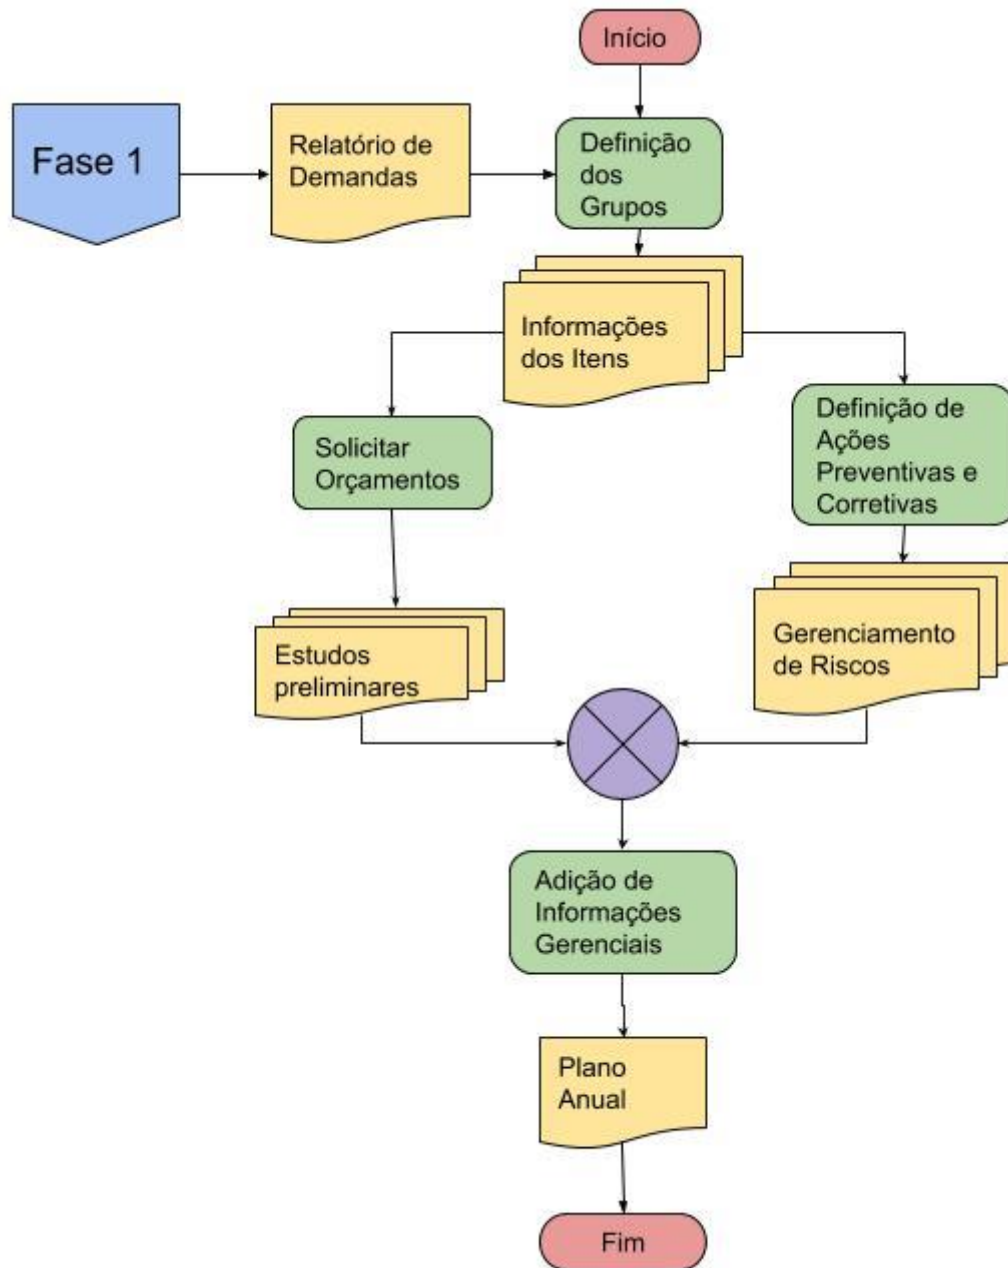 Início
Fase 1
Relatório de
Demandas
Definição
dos
Grupos
Informações
dos Itens
Solicitar
Orçamentos
Definição de
Ações
Preventivas e
Corretivas
Estudos
preliminares
Gerenciamento
de Riscos
Adição de
Informações
Gerenciais
Plano
Anual
Fim